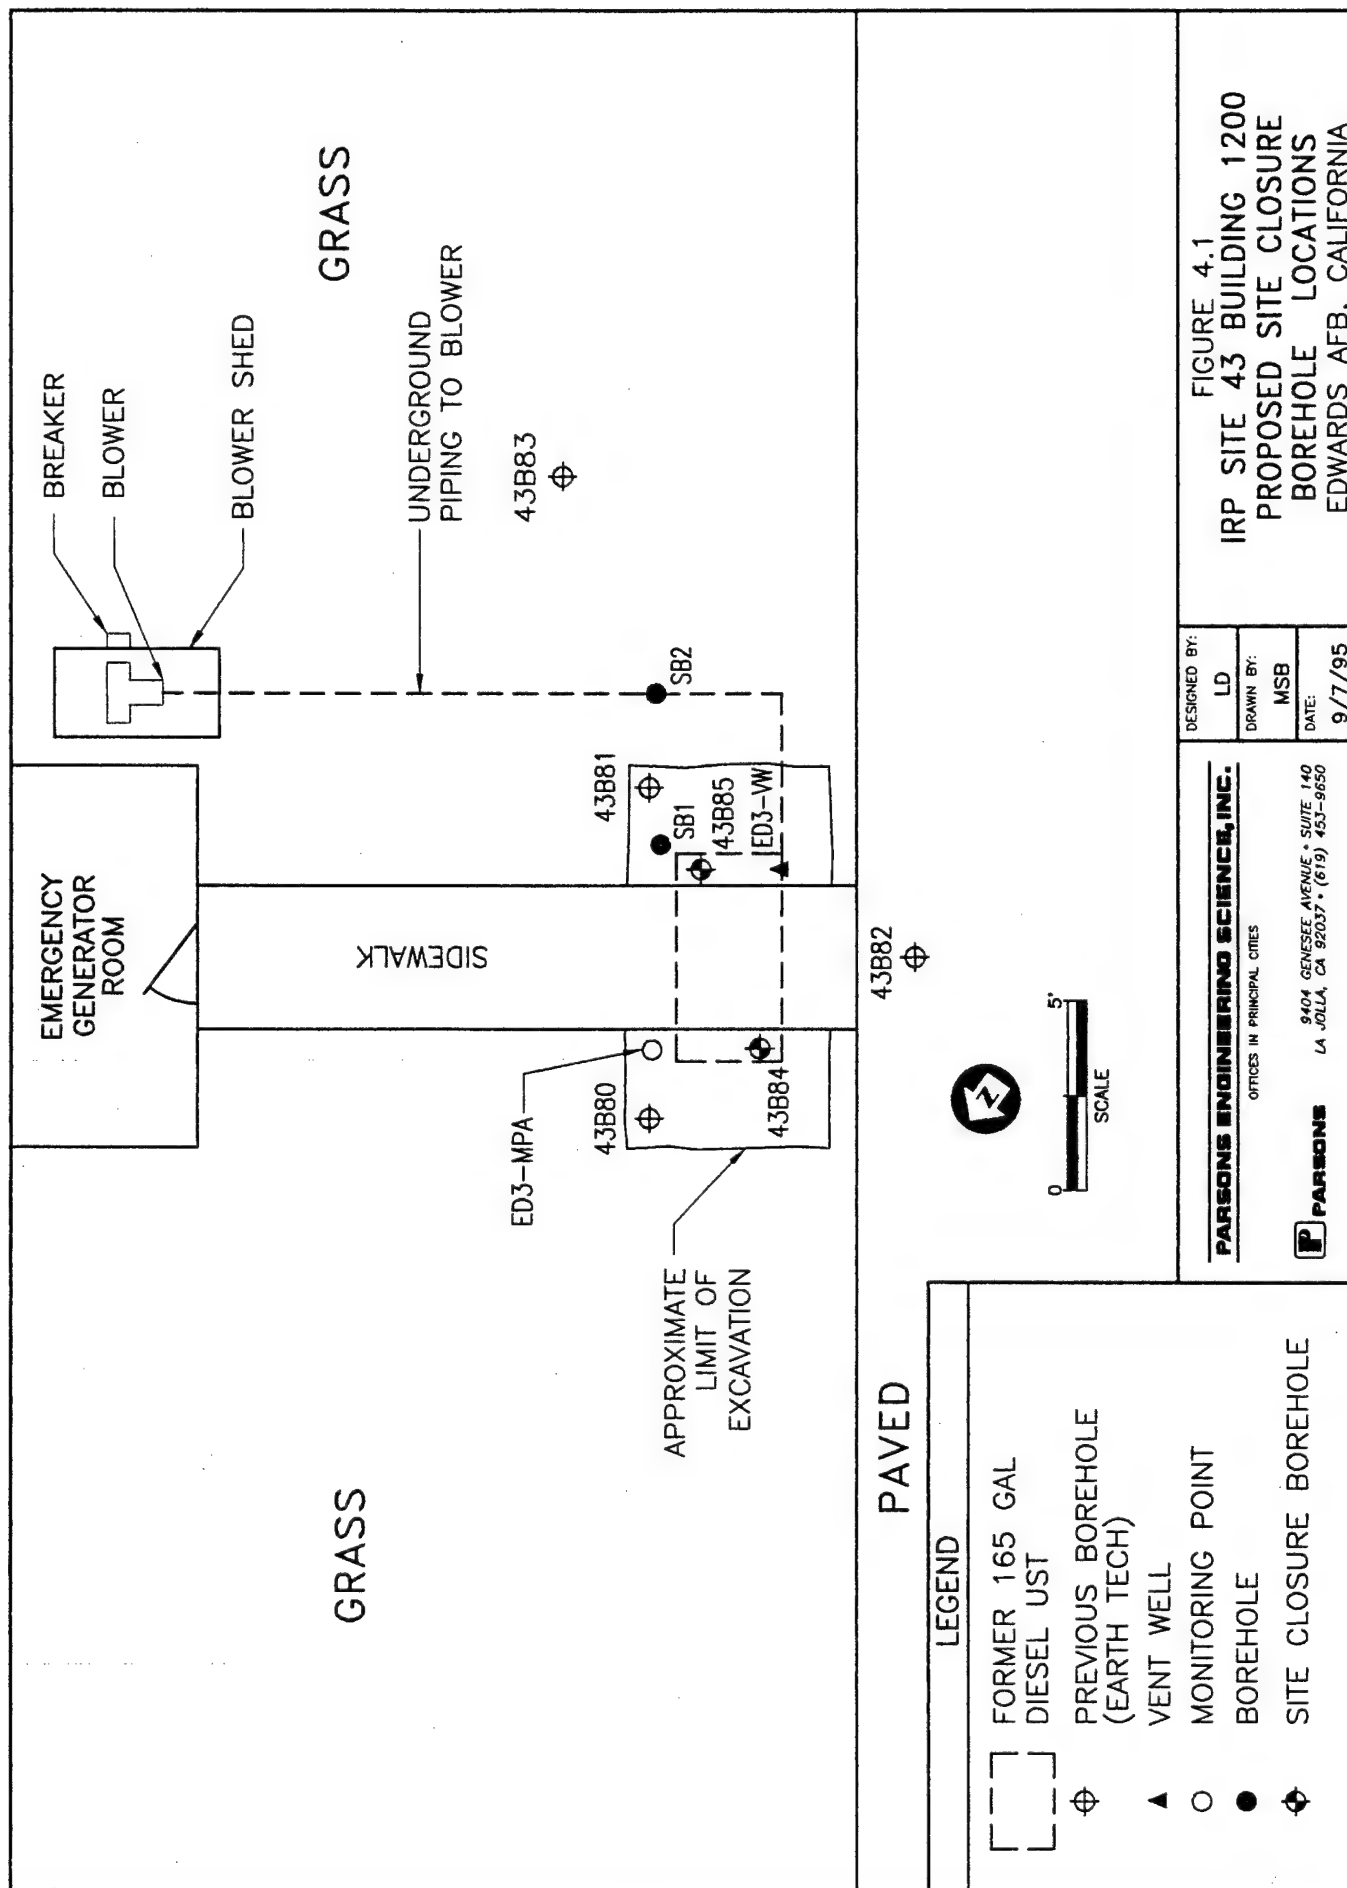 GRASS
EMERGENCY
GENERATOR
ROOM
BREAKER
BLOWER
BLOWER SHED
GRASS
SIDEWALK
UNDERGROUND
PIPING TO BLOWER
ED3-MPA
43B80
43B81
43B83
SB1
SB2
43B85
ED3-VW
43B84
APPROXIMATE
LIMIT OF
EXCAVATION
43B82
PAVED
LEGEND
FORMER 165 GAL
DIESEL UST
PREVIOUS BOREHOLE
(EARTH TECH)
VENT WELL
MONITORING POINT
BOREHOLE
SITE CLOSURE BOREHOLE
N
0 5'
SCALE
PARSONS ENGINEERING SCIENCE, INC.
OFFICES IN PRINCIPAL CITIES
9404 GENESEE AVENUE • SUITE 140
LA JOLLA, CA 92037 • (619) 453-9650
P PARSONS
DESIGNED BY:
LD
DRAWN BY:
MSB
DATE:
9/7/95
FIGURE 4.1
IRP SITE 43 BUILDING 1200
PROPOSED SITE CLOSURE
BOREHOLE LOCATIONS
EDWARDS AFB, CALIFORNIA